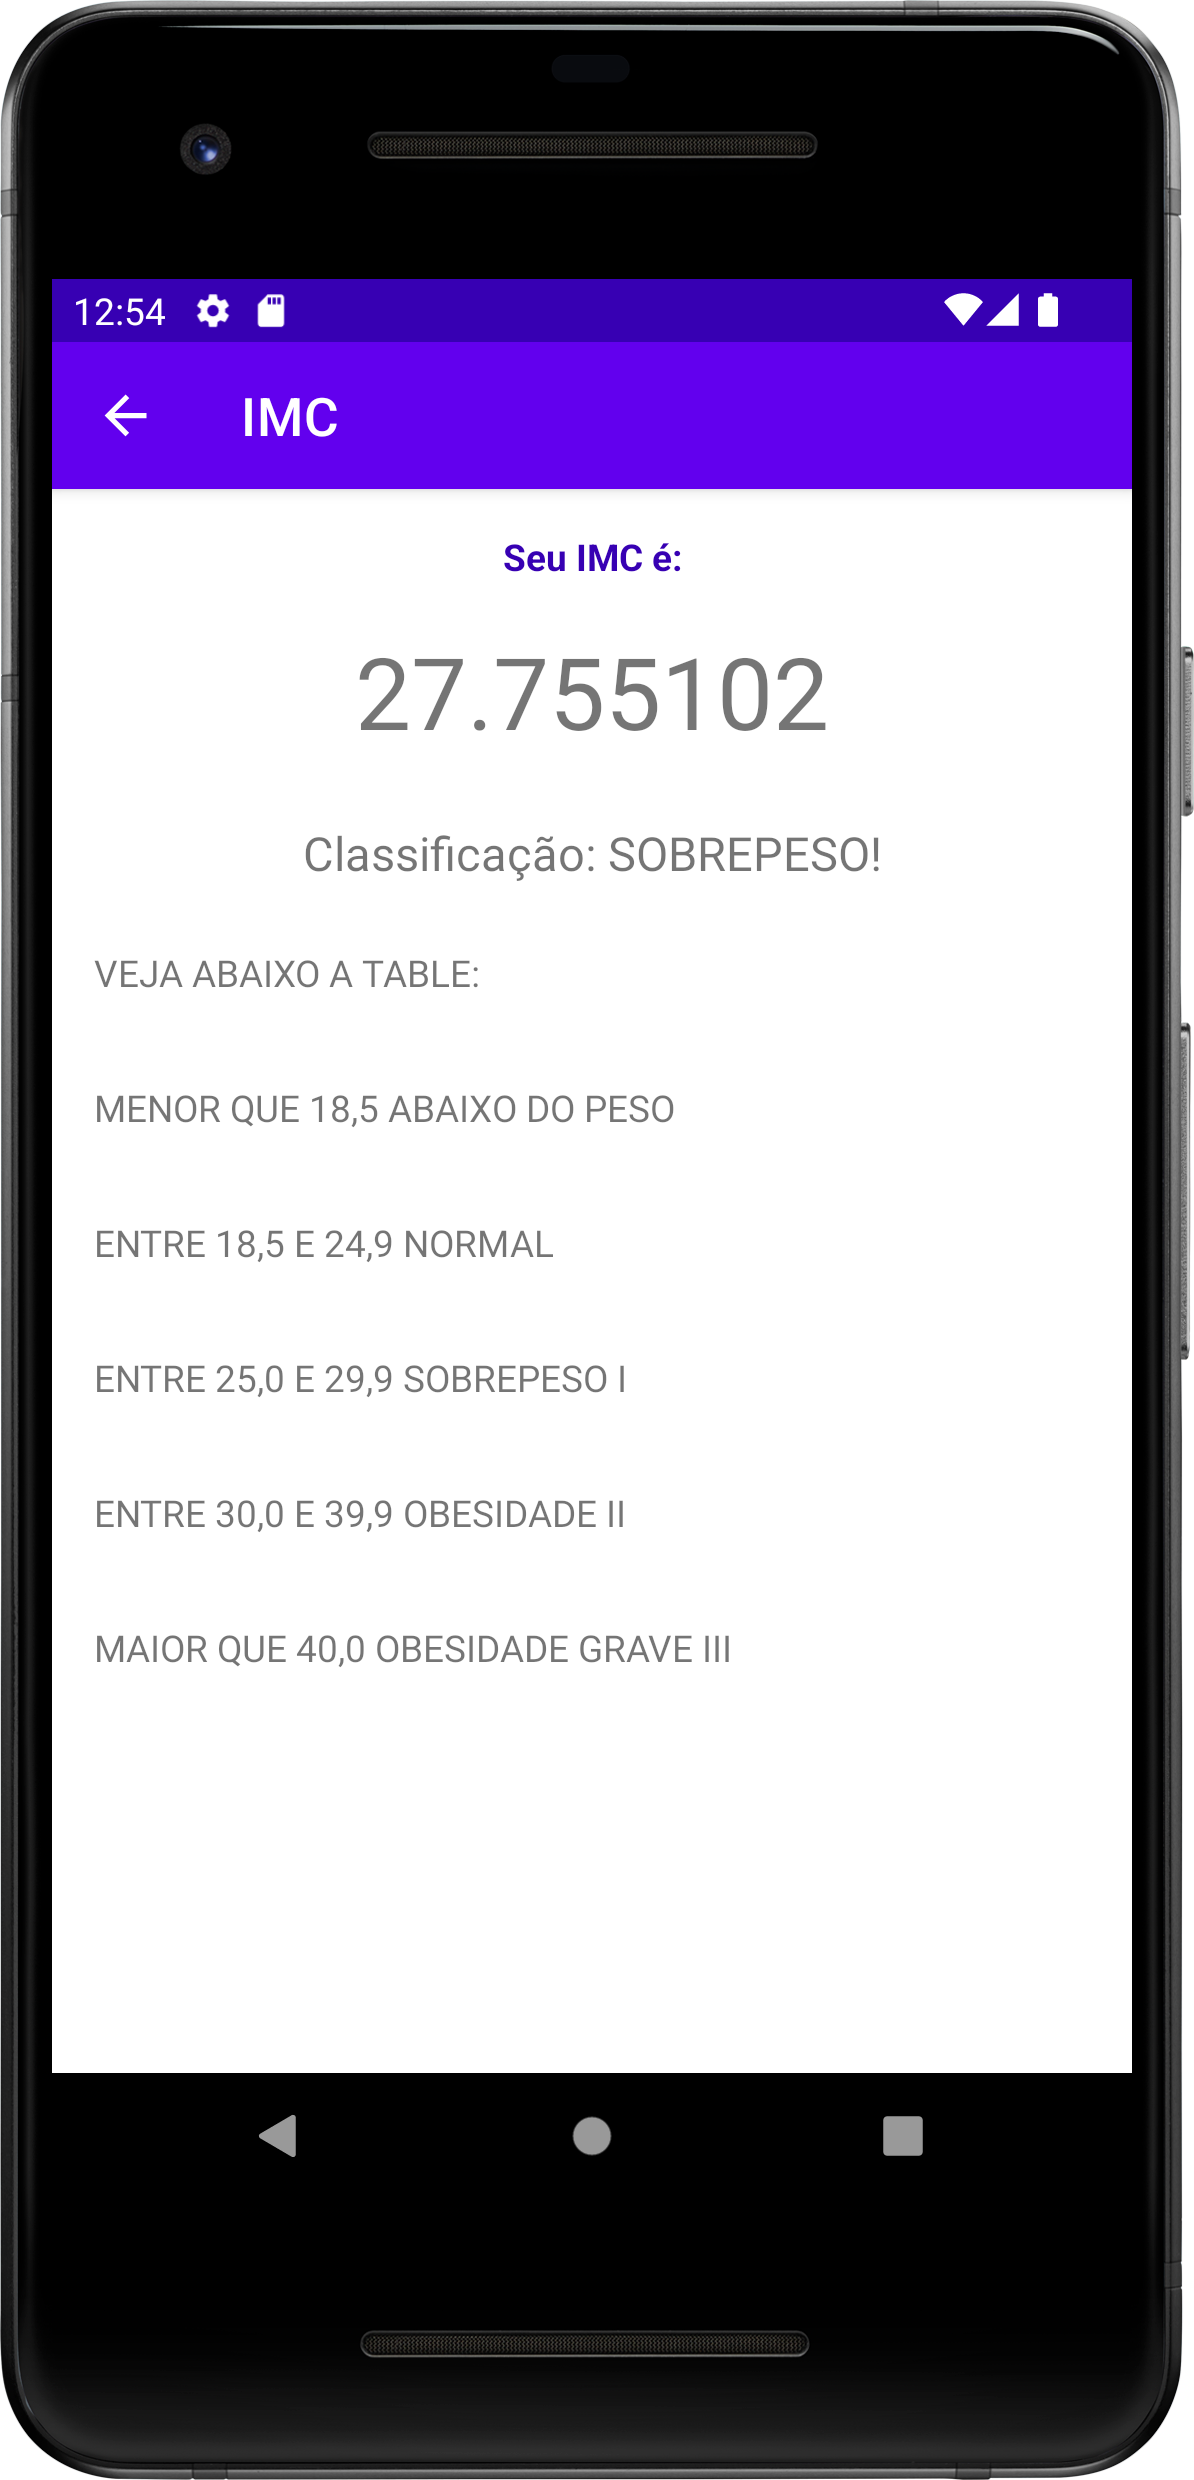 12:54
IMC
Seu IMC é:
27.755102
Classificação: SOBREPESO!
VEJA ABAIXO A TABLE:
MENOR QUE 18,5 ABAIXO DO PESO
ENTRE 18,5 E 24,9 NORMAL
ENTRE 25,0 E 29,9 SOBREPESO I
ENTRE 30,0 E 39,9 OBESIDADE II
MAIOR QUE 40,0 OBESIDADE GRAVE III